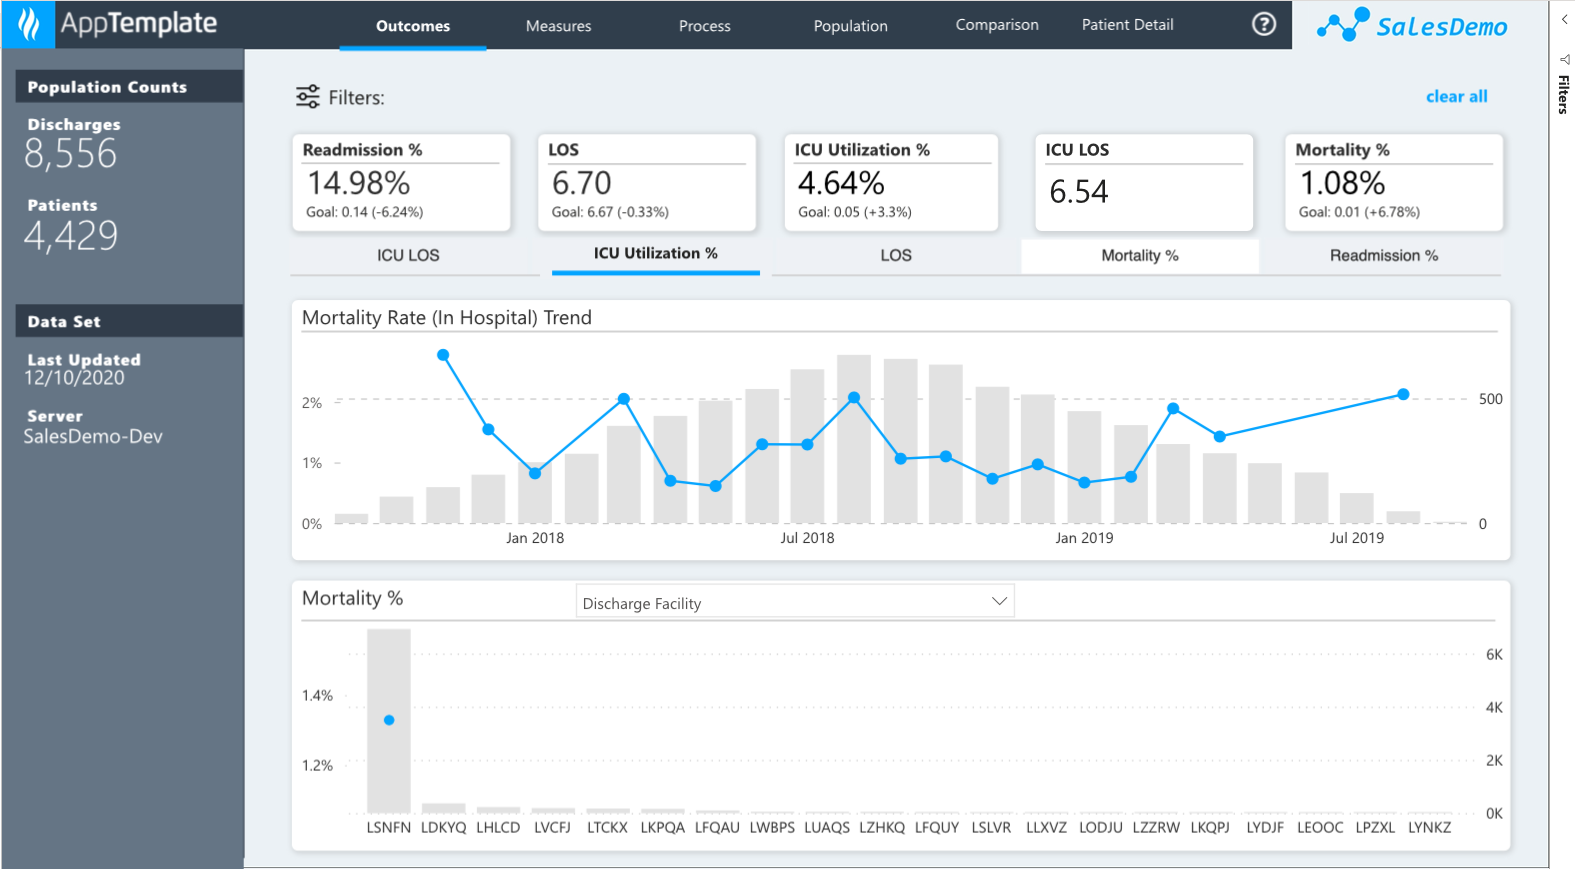 AppTemplate
Outcomes
Measures
Process
Population
Comparison
Patient Detail
?
SalesDemo
Filters
Population Counts
Discharges
8,556
Patients
4,429
Data Set
Last Updated
12/10/2020
Server
SalesDemo-Dev
Filters:
clear all
Readmission %
14.98%
Goal: 0.14 (-6.24%)
LOS
6.70
Goal: 6.67 (-0.33%)
ICU Utilization %
4.64%
Goal: 0.05 (+3.3%)
ICU LOS
6.54
Mortality %
1.08%
Goal: 0.01 (+6.78%)
ICU LOS
ICU Utilization %
LOS
Mortality %
Readmission %
Mortality Rate (In Hospital) Trend
2%
1%
0%
500
0
Jan 2018
Jul 2018
Jan 2019
Jul 2019
Mortality %
Discharge Facility
1.4%
1.2%
6K
4K
2K
0K
LSNFN
LDKYQ
LHLCD
LVCFJ
LTCKX
LKPQA
LFQAU
LWBPS
LUAQS
LZHKQ
LFQUY
LSLVR
LLXVZ
LODJU
LZZRW
LKQPJ
LYDJF
LEOOC
LPZXL
LYNKZ